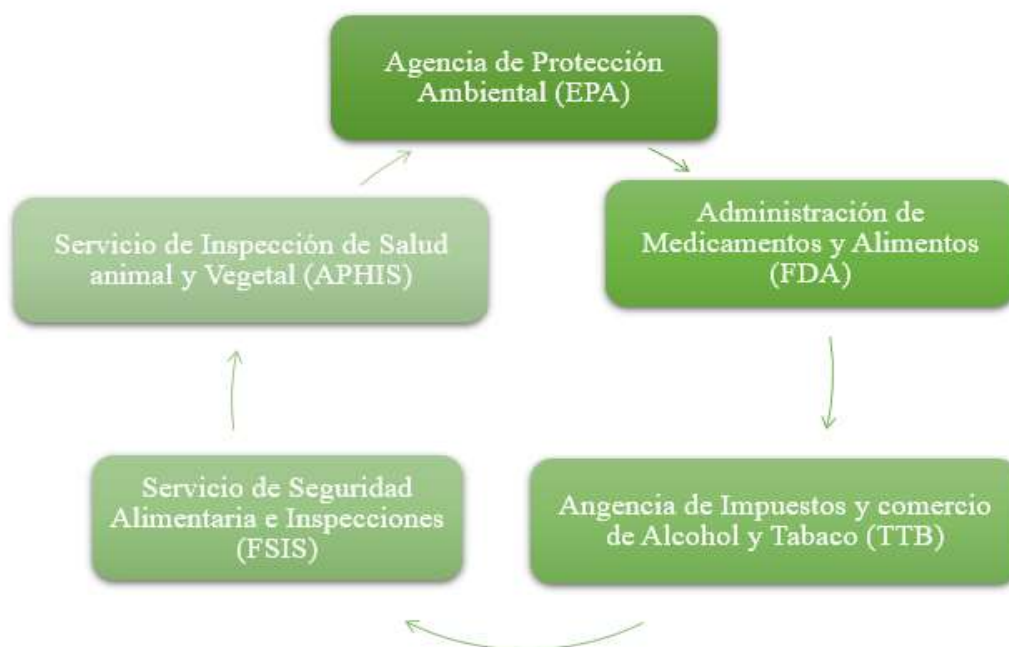 Agencia de Protección
Ambiental (EPA)
Administración de
Medicamentos y Alimentos
(FDA)
Angencia de Impuestos y comercio
de Alcohol y Tabaco (TTB)
Servicio de Seguridad
Alimentaria e Inspecciones
(FSIS)
Servicio de Inspección de Salud
animal y Vegetal (APHIS)